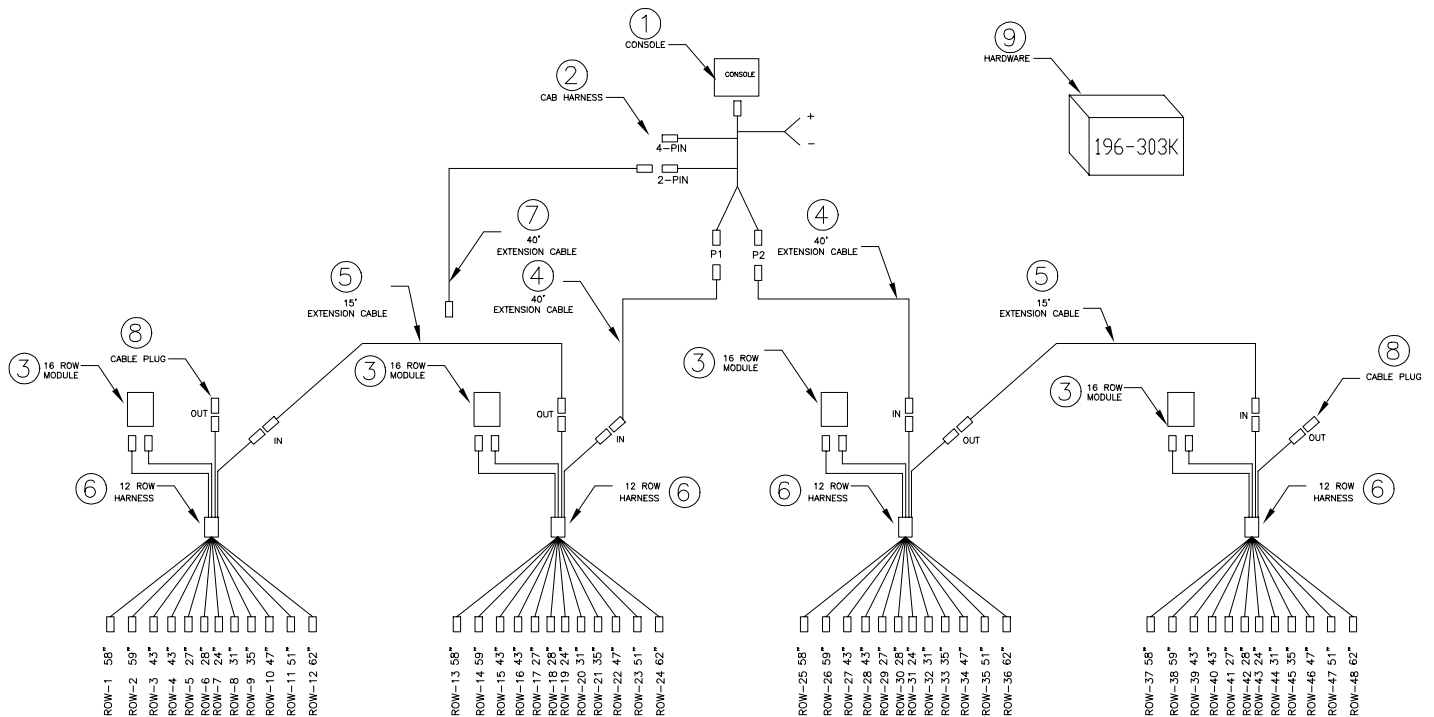 1
CONSOLE
CONSOLE
9
HARDWARE
196-303K
2
CAB HARNESS
+
−
4-PIN
2-PIN
7
40'
EXTENSION CABLE
4
40'
EXTENSION CABLE
P1
P2
4
40'
EXTENSION CABLE
5
15'
EXTENSION CABLE
5
15'
EXTENSION CABLE
8
CABLE PLUG
3
16 ROW
MODULE
OUT
IN
3
16 ROW
MODULE
OUT
IN
3
16 ROW
MODULE
IN
OUT
3
16 ROW
MODULE
IN
OUT
8
CABLE PLUG
6
12 ROW
HARNESS
12 ROW
HARNESS
6
6
12 ROW
HARNESS
12 ROW
HARNESS
6
ROW-1 58"
ROW-2 59"
ROW-3 43"
ROW-4 43"
ROW-5 27"
ROW-6 28"
ROW-7 24"
ROW-8 31"
ROW-9 35"
ROW-10 47"
ROW-11 51"
ROW-12 62"
ROW-13 58"
ROW-14 59"
ROW-15 43"
ROW-16 43"
ROW-17 27"
ROW-18 28"
ROW-19 24"
ROW-20 31"
ROW-21 35"
ROW-22 47"
ROW-23 51"
ROW-24 62"
ROW-25 58"
ROW-26 59"
ROW-27 43"
ROW-28 43"
ROW-29 27"
ROW-30 28"
ROW-31 24"
ROW-32 31"
ROW-33 35"
ROW-34 47"
ROW-35 51"
ROW-36 62"
ROW-37 58"
ROW-38 59"
ROW-39 43"
ROW-40 43"
ROW-41 27"
ROW-42 28"
ROW-43 24"
ROW-44 31"
ROW-45 35"
ROW-46 47"
ROW-47 51"
ROW-48 62"